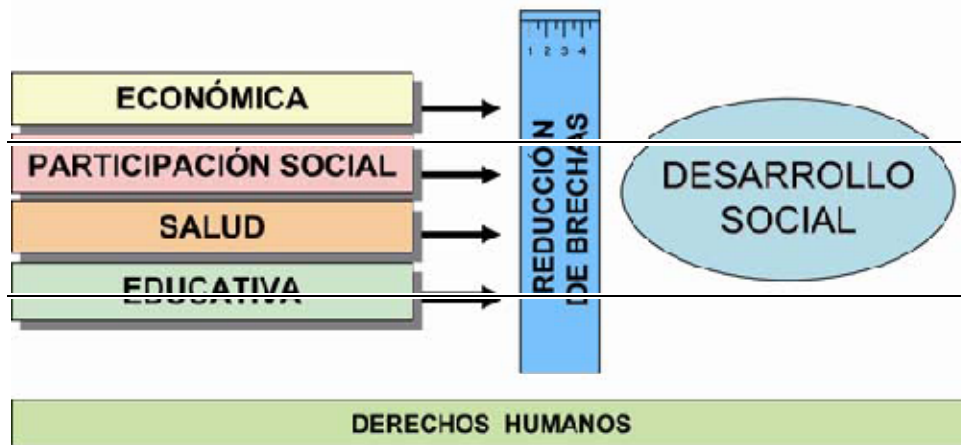 ECONÓMICA
PARTICIPACIÓN SOCIAL
SALUD
EDUCATIVA
1 2 3 4
REDUCCIÓN
DE BRECHAS
DESARROLLO
SOCIAL
DERECHOS HUMANOS